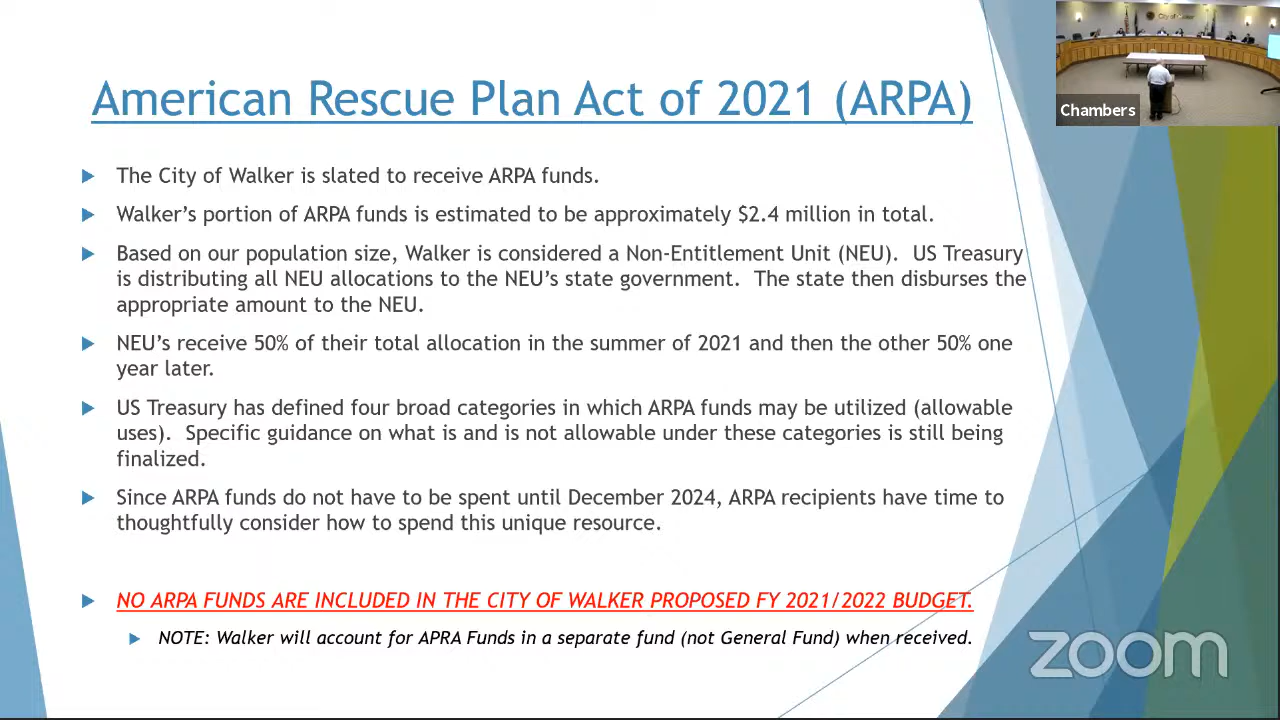 American Rescue Plan Act of 2021 (ARPA)
The City of Walker is slated to receive ARPA funds.
Walker's portion of ARPA funds is estimated to be approximately $2.4 million in total.
Based on our population size, Walker is considered a Non-Entitlement Unit (NEU). US Treasury
is distributing all NEU allocations to the NEU's state government. The state then disburses the
appropriate amount to the NEU.
NEU's receive 50% of their total allocation in the summer of 2021 and then the other 50% one
year later.
US Treasury has defined four broad categories in which ARPA funds may be utilized (allowable
uses). Specific guidance on what is and is not allowable under these categories is still being
finalized.
Since ARPA funds do not have to be spent until December 2024, ARPA recipients have time to
thoughtfully consider how to spend this unique resource.
NO ARPA FUNDS ARE INCLUDED IN THE CITY OF WALKER PROPOSED FY 2021/2022 BUDGET.
NOTE: Walker will account for APRA Funds in a separate fund (not General Fund) when received.
City of Walker
Chambers
zoom